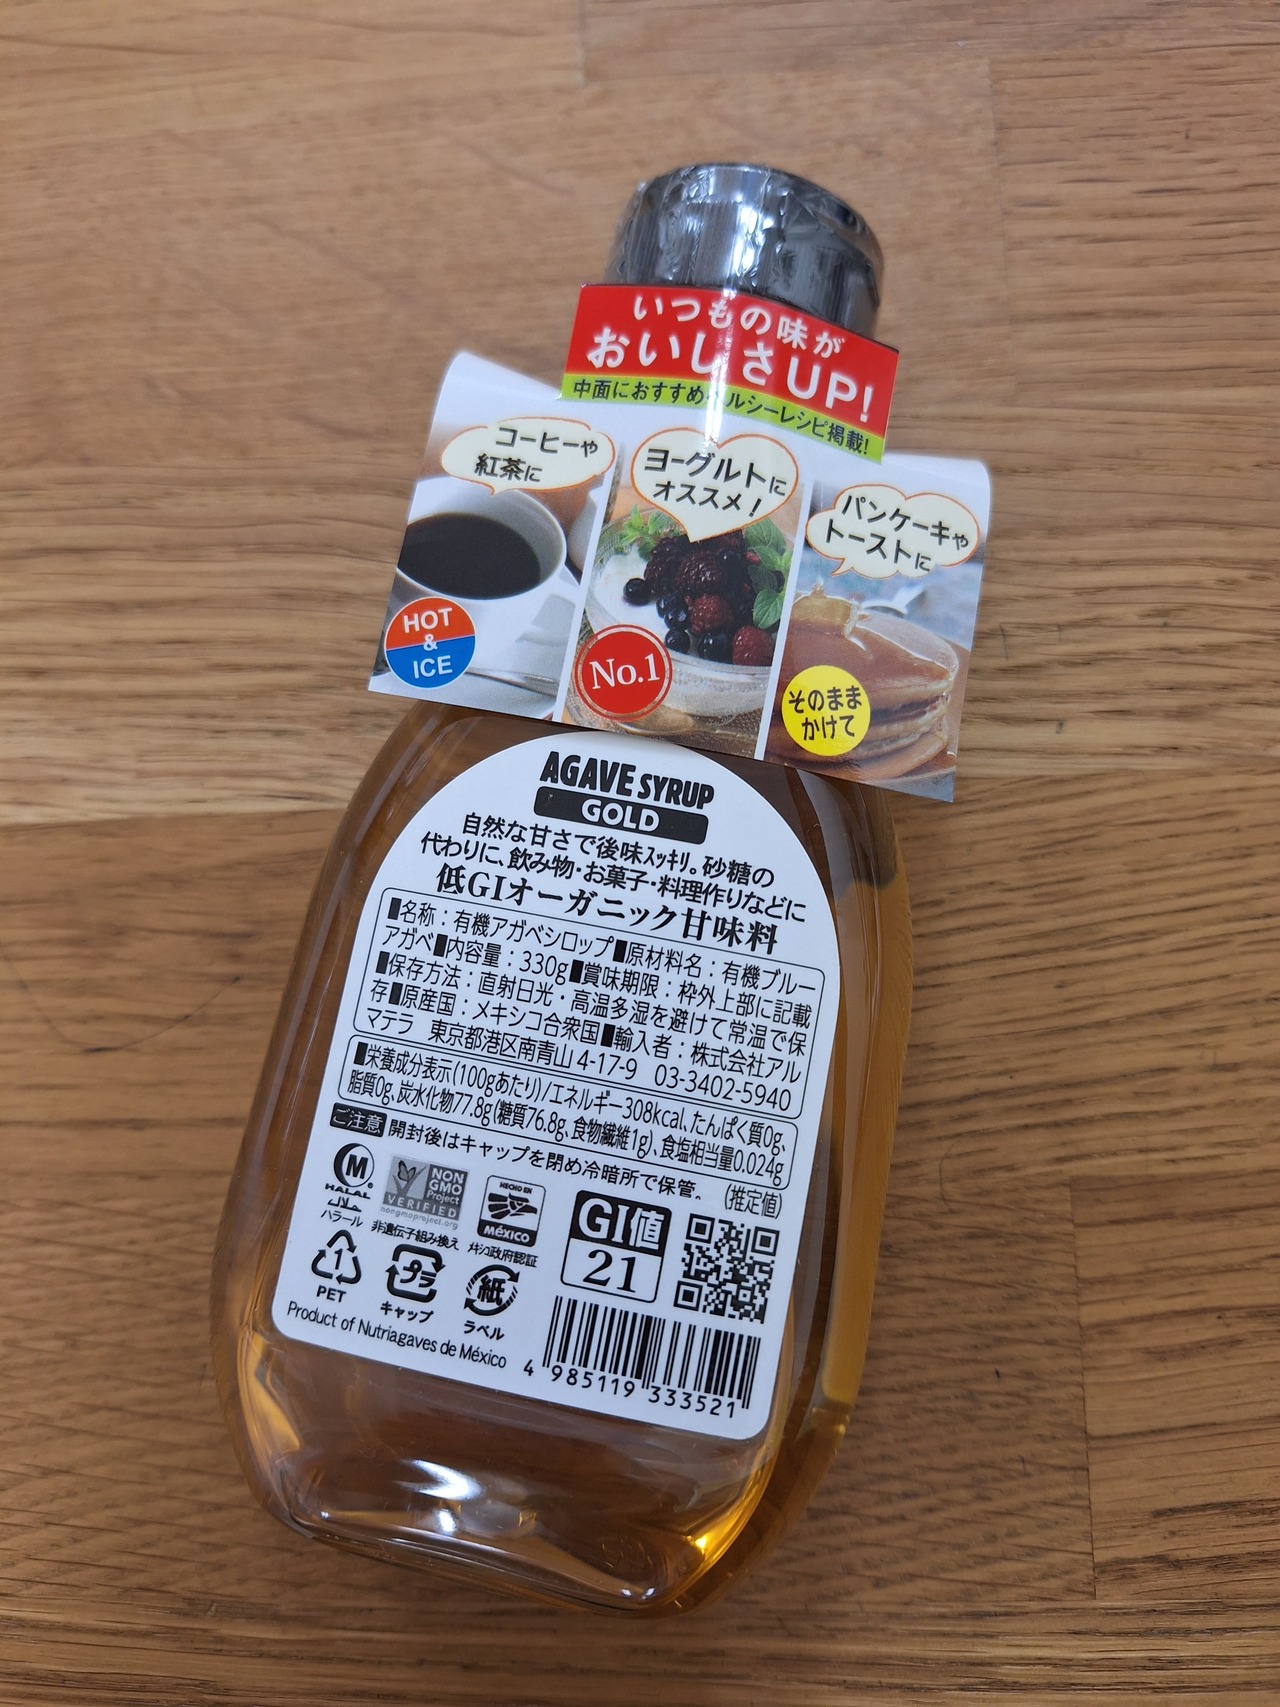 いつもの味が
おいしさUP!
中面におすすめヘルシーレシピ掲載!
コーヒーや
紅茶に
HOT
&
ICE
ヨーグルトに
オススメ!
No.1
パンケーキや
トーストに
そのまま
かけて
AGAVE SYRUP
GOLD
自然な甘さで後味スッキリ。砂糖の
代わりに、飲み物・お菓子・料理作りなどに
低GIオーガニック甘味料
■名称：有機アガベシロップ■原材料名：有機ブルー
アガベ■内容量：330g■賞味期限：枠外上部に記載
■保存方法：直射日光・高温多湿を避けて常温で保
存■原産国：メキシコ合衆国■輸入者：株式会社アル
マテラ 東京都港区南青山4-17-9 03-3402-5940
■栄養成分表示(100gあたり)/エネルギー308kcal、たんぱく質0g、
脂質0g、炭水化物77.8g(糖質76.8g、食物繊維1g)、食塩相当量0.024g
(推定値)
ご注意 開封後はキャップを閉め冷暗所で保管。
M
HALAL
حلال
ハラール
NON
GMO
Project
VERIFIED
nongmoproject.org
非遺伝子組み換え
HECHO EN
MÉXICO
メキシコ政府認証
GI値
21
1
PET
プラ
キャップ
紙
ラベル
Product of Nutriagaves de México
4 985119 333521